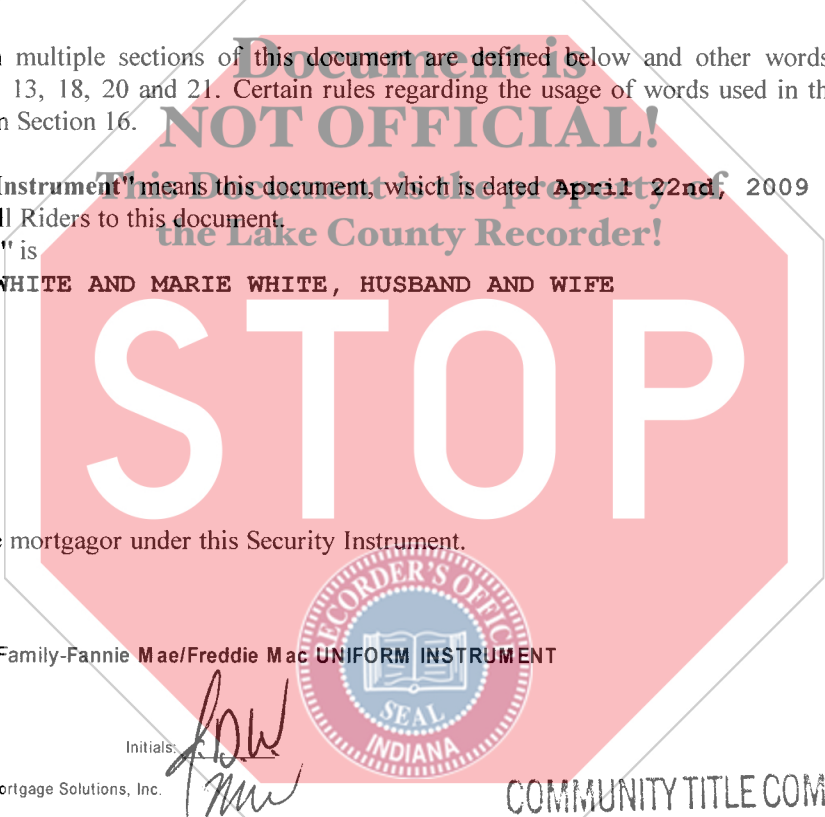 multiple sections of this document are defined below and other words
13, 18, 20 and 21. Certain rules regarding the usage of words used in th
n Section 16.
Document is
NOT OFFICIAL!
This Document is the property of
the Lake County Recorder!
Instrument" means this document, which is dated April 22nd, 2009
ll Riders to this document.
" is
WHITE AND MARIE WHITE, HUSBAND AND WIFE
STOP
e mortgagor under this Security Instrument.
RECORDER'S OFFICE
SEAL
INDIANA
Family-Fannie Mae/Freddie Mac UNIFORM INSTRUMENT
Initials:
ortgage Solutions, Inc.
COMMUNITY TITLE COM